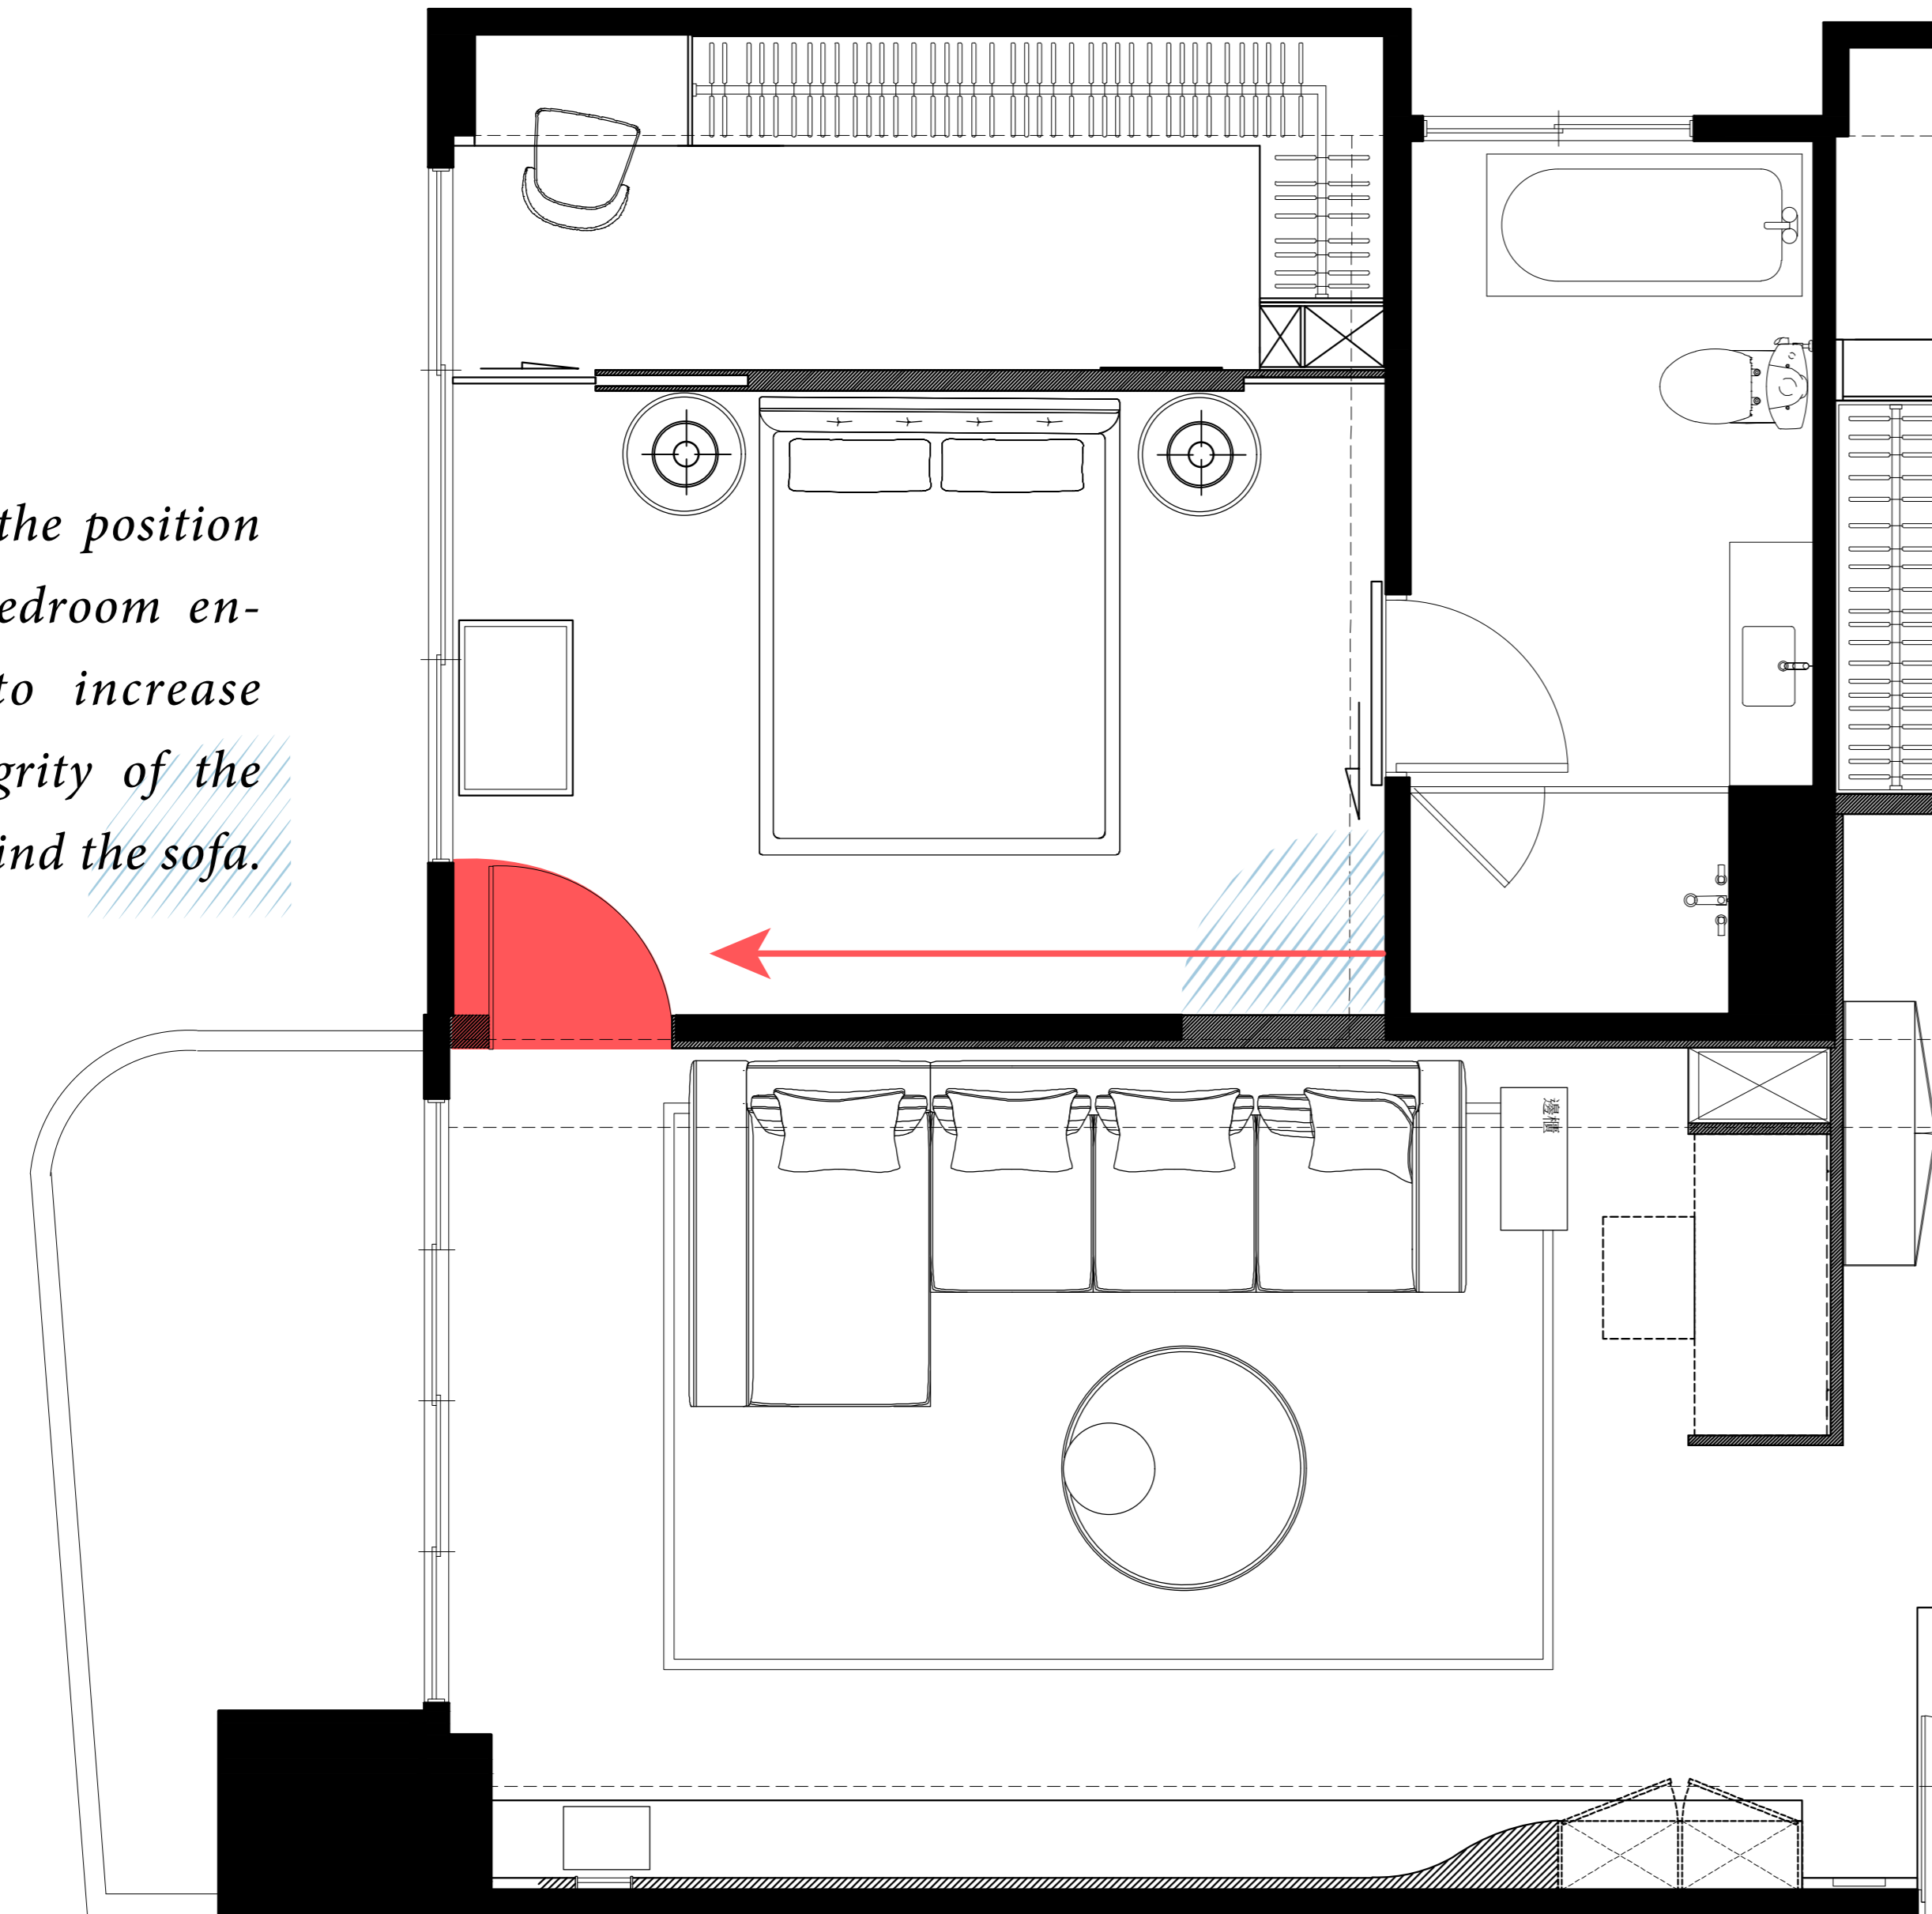 the position
edroom en-
to increase
grity of the
ind the sofa.
邊櫃